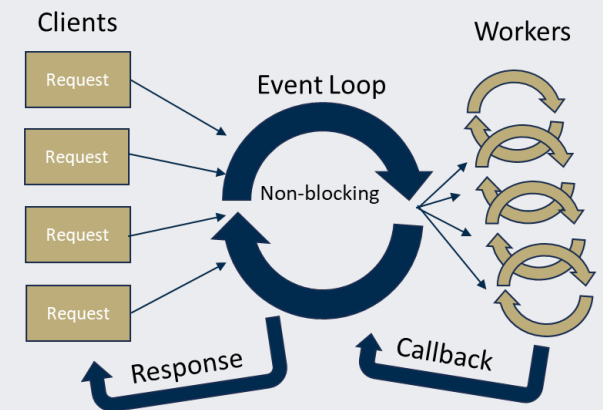 Clients
Workers
Request
Event Loop
Request
Non-blocking
Request
Request
Response
Callback